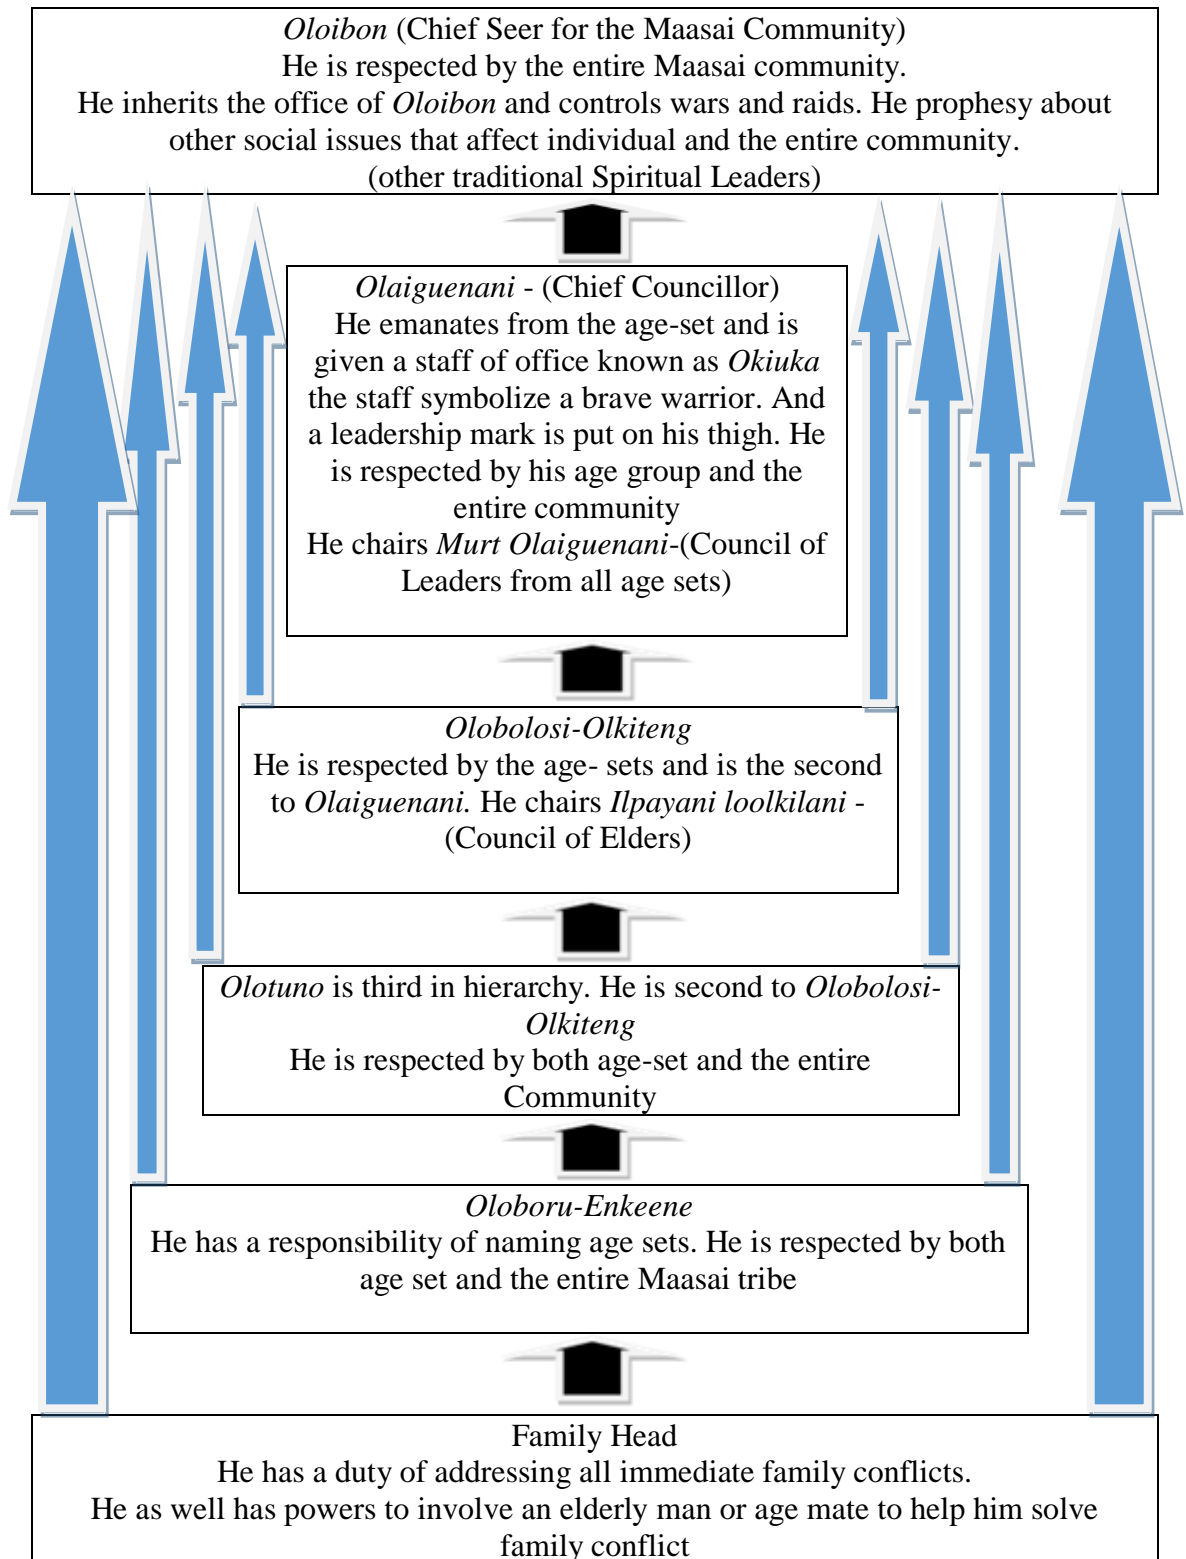 Oloibon (Chief Seer for the Maasai Community)
He is respected by the entire Maasai community.
He inherits the office of Oloibon and controls wars and raids. He prophesy about
other social issues that affect individual and the entire community.
(other traditional Spiritual Leaders)
Olaiguenani - (Chief Councillor)
He emanates from the age-set and is
given a staff of office known as Okiuka
the staff symbolize a brave warrior. And
a leadership mark is put on his thigh. He
is respected by his age group and the
entire community
He chairs Murt Olaiguenani-(Council of
Leaders from all age sets)
Olobolosi-Olkiteng
He is respected by the age- sets and is the second
to Olaiguenani. He chairs Ilpayani loolkilani -
(Council of Elders)
Olotuno is third in hierarchy. He is second to Olobolosi-
Olkiteng
He is respected by both age-set and the entire
Community
Oloboru-Enkeene
He has a responsibility of naming age sets. He is respected by both
age set and the entire Maasai tribe
Family Head
He has a duty of addressing all immediate family conflicts.
He as well has powers to involve an elderly man or age mate to help him solve
family conflict